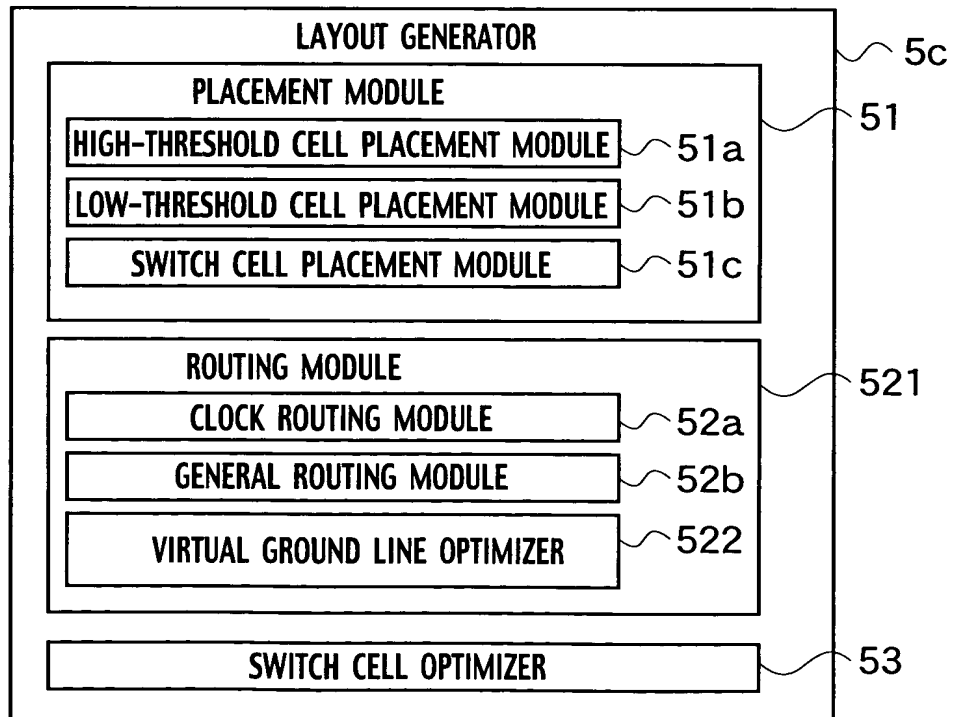 LAYOUT GENERATOR
5c
PLACEMENT MODULE
51
HIGH-THRESHOLD CELL PLACEMENT MODULE
51a
LOW-THRESHOLD CELL PLACEMENT MODULE
51b
SWITCH CELL PLACEMENT MODULE
51c
ROUTING MODULE
521
CLOCK ROUTING MODULE
52a
GENERAL ROUTING MODULE
52b
VIRTUAL GROUND LINE OPTIMIZER
522
SWITCH CELL OPTIMIZER
53